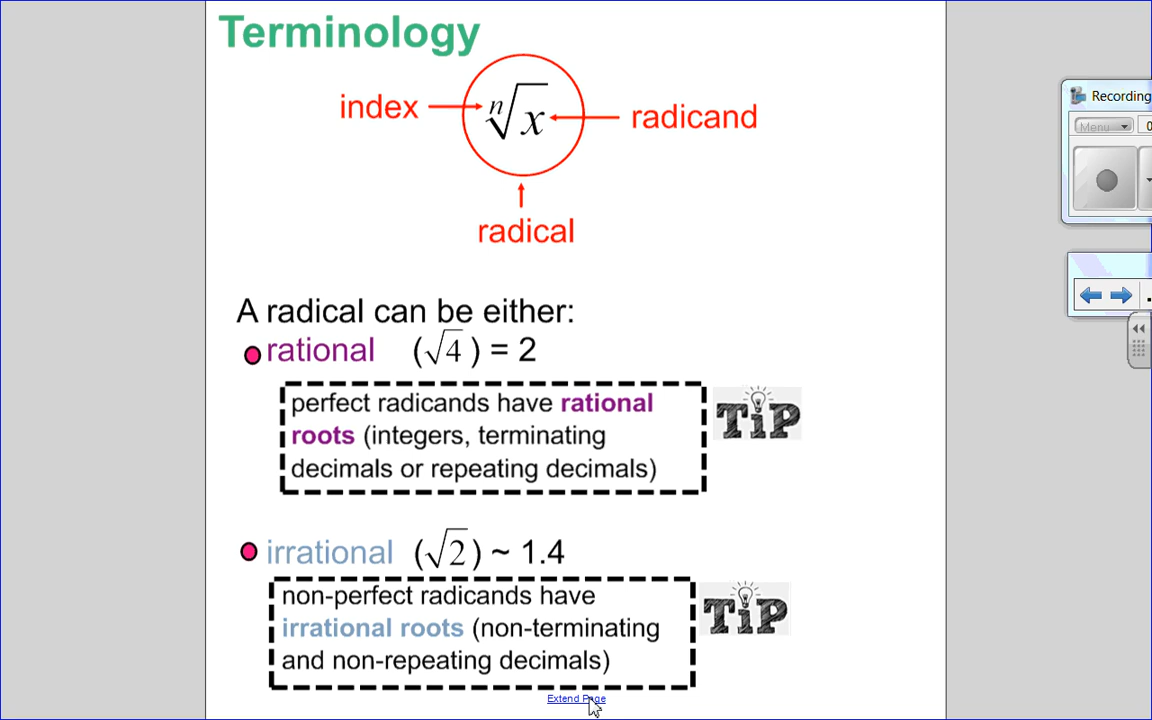 Terminology
index
n√x
radicand
radical
A radical can be either:
rational (√4) = 2
perfect radicands have rational
roots (integers, terminating
decimals or repeating decimals)
TiP
irrational (√2) ~ 1.4
non-perfect radicands have
irrational roots (non-terminating
and non-repeating decimals)
TiP
Extend Page
Recording
Menu
0